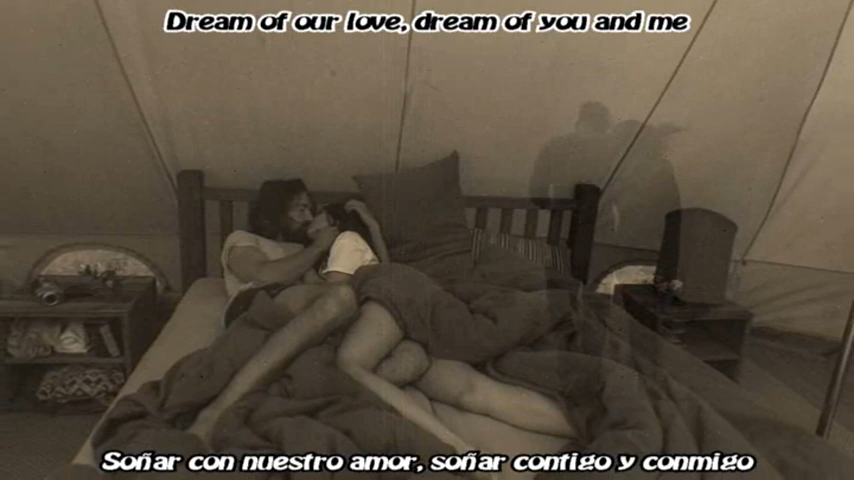 Dream of our love, dream of you and me
Soñar con nuestro amor, soñar contigo y conmigo